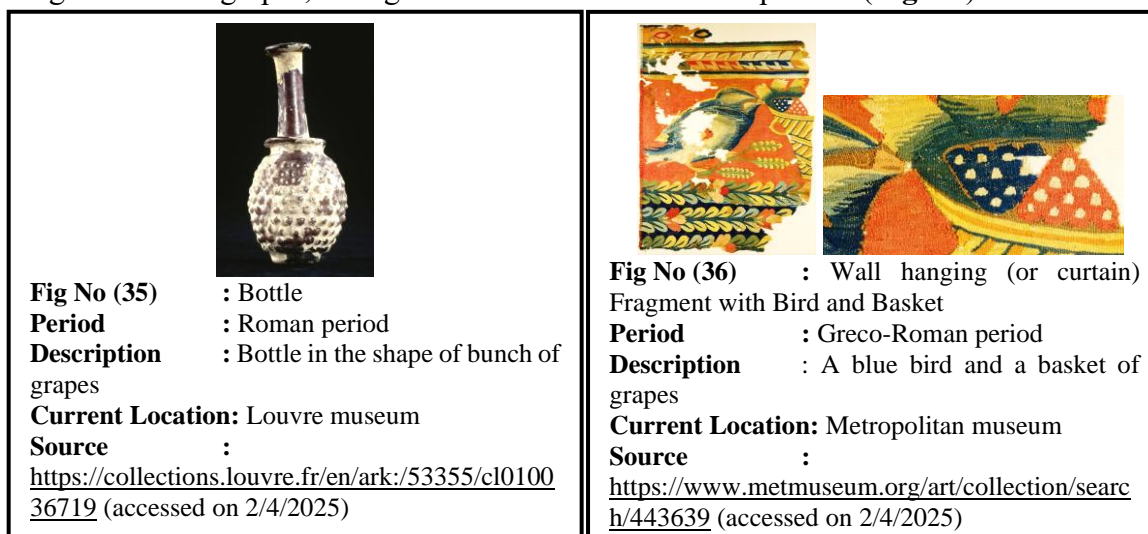 Fig No (35) : Bottle
Period : Roman period
Description : Bottle in the shape of bunch of
grapes
Current Location: Louvre museum
Source :
https://collections.louvre.fr/en/ark:/53355/cl0100
36719 (accessed on 2/4/2025)
Fig No (36) : Wall hanging (or curtain)
Fragment with Bird and Basket
Period : Greco-Roman period
Description : A blue bird and a basket of
grapes
Current Location: Metropolitan museum
Source :
https://www.metmuseum.org/art/collection/searc
h/443639 (accessed on 2/4/2025)